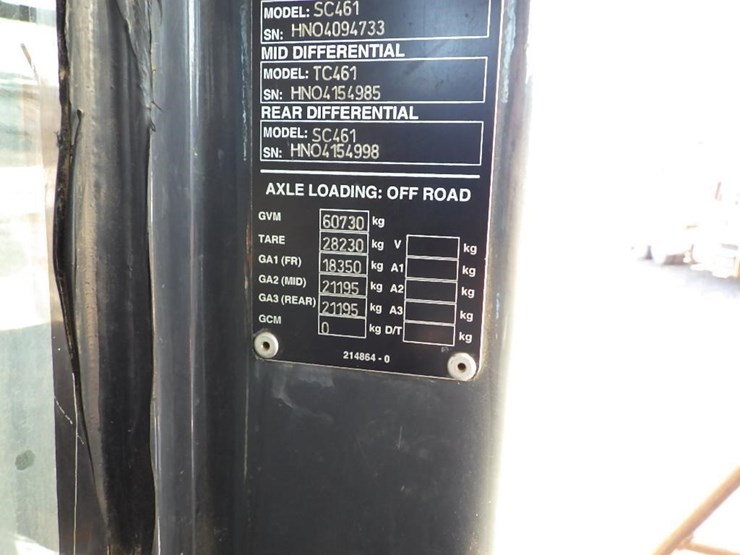 MODEL: SC461
SN: HNO4094733
MID DIFFERENTIAL
MODEL: TC461
SN: HNO4154985
REAR DIFFERENTIAL
MODEL: SC461
SN: HNO4154998
AXLE LOADING: OFF ROAD
GVM 60730 kg
TARE 28230 kg V kg
GA1 (FR) 18350 kg A1 kg
GA2 (MID) 21195 kg A2 kg
GA3 (REAR) 21195 kg A3 kg
GCM 0 kg D/T kg
214864 - 0